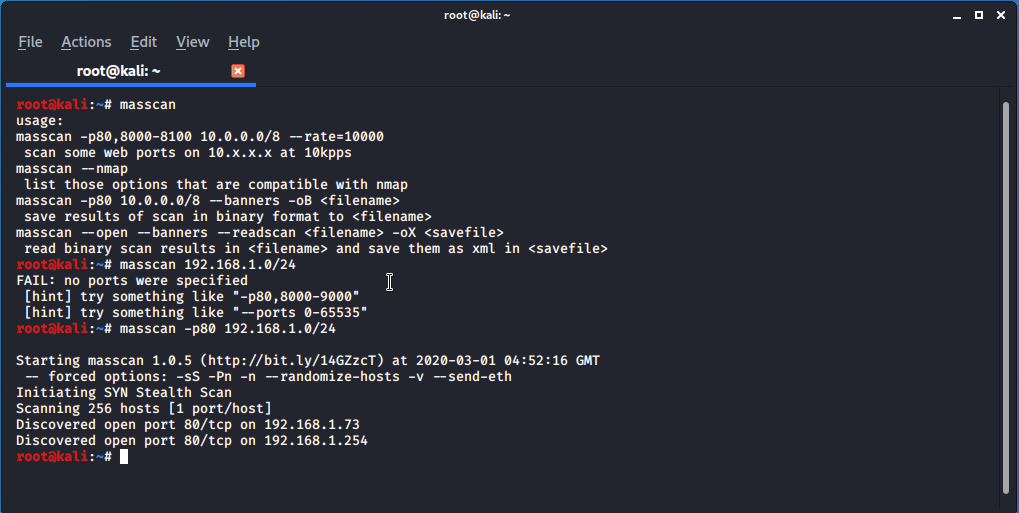 root@kali: ~
File Actions Edit View Help
root@kali: ~
root@kali:~# masscan
usage:
masscan -p80,8000-8100 10.0.0.0/8 --rate=10000
 scan some web ports on 10.x.x.x at 10kpps
masscan --nmap
 list those options that are compatible with nmap
masscan -p80 10.0.0.0/8 --banners -oB <filename>
 save results of scan in binary format to <filename>
masscan --open --banners --readscan <filename> -oX <savefile>
 read binary scan results in <filename> and save them as xml in <savefile>
root@kali:~# masscan 192.168.1.0/24
FAIL: no ports were specified
 [hint] try something like "-p80,8000-9000"
 [hint] try something like "--ports 0-65535"
root@kali:~# masscan -p80 192.168.1.0/24
Starting masscan 1.0.5 (http://bit.ly/14GZzcT) at 2020-03-01 04:52:16 GMT
 -- forced options: -sS -Pn -n --randomize-hosts -v --send-eth
Initiating SYN Stealth Scan
Scanning 256 hosts [1 port/host]
Discovered open port 80/tcp on 192.168.1.73
Discovered open port 80/tcp on 192.168.1.254
root@kali:~#